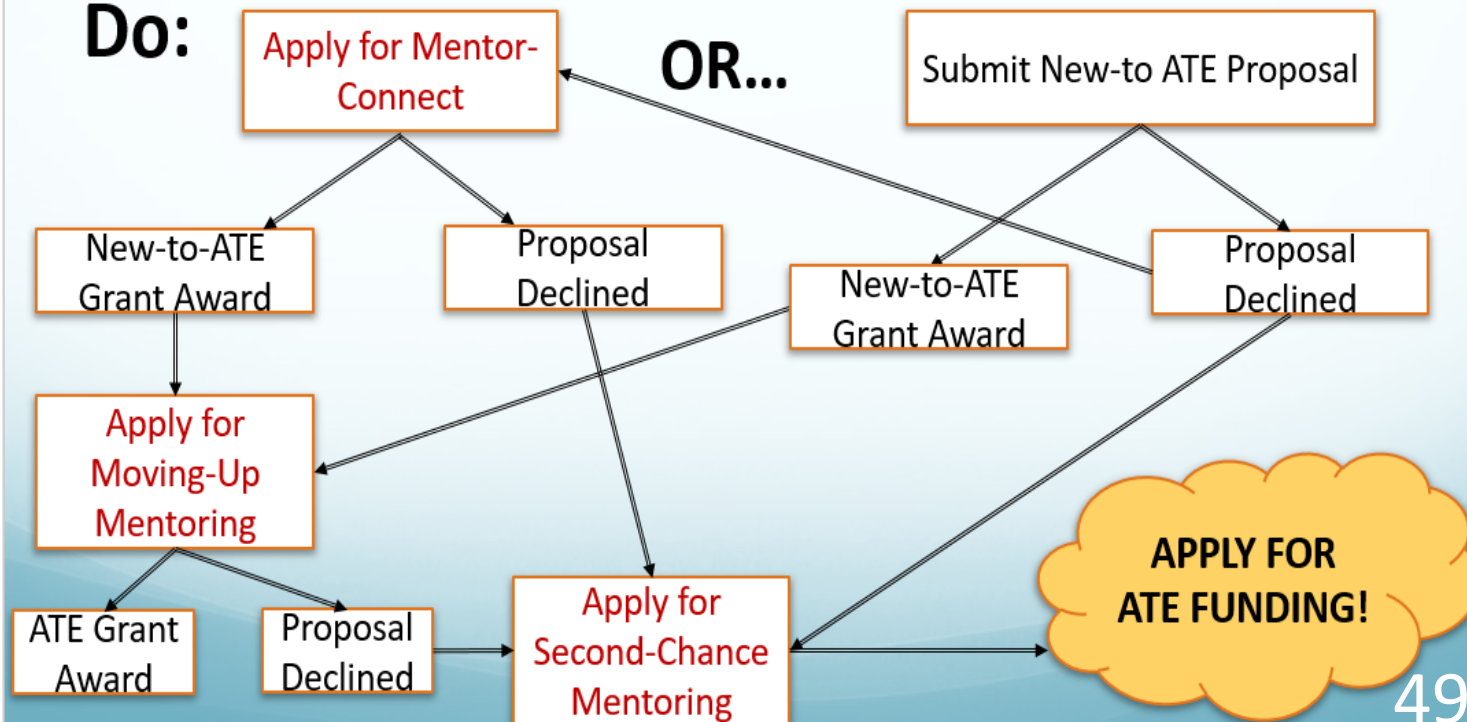 Do:
Apply for Mentor-
Connect
OR...
Submit New-to ATE Proposal
New-to-ATE
Grant Award
Proposal
Declined
New-to-ATE
Grant Award
Proposal
Declined
Apply for
Moving-Up
Mentoring
ATE Grant
Award
Proposal
Declined
Apply for
Second-Chance
Mentoring
APPLY FOR
ATE FUNDING!
49